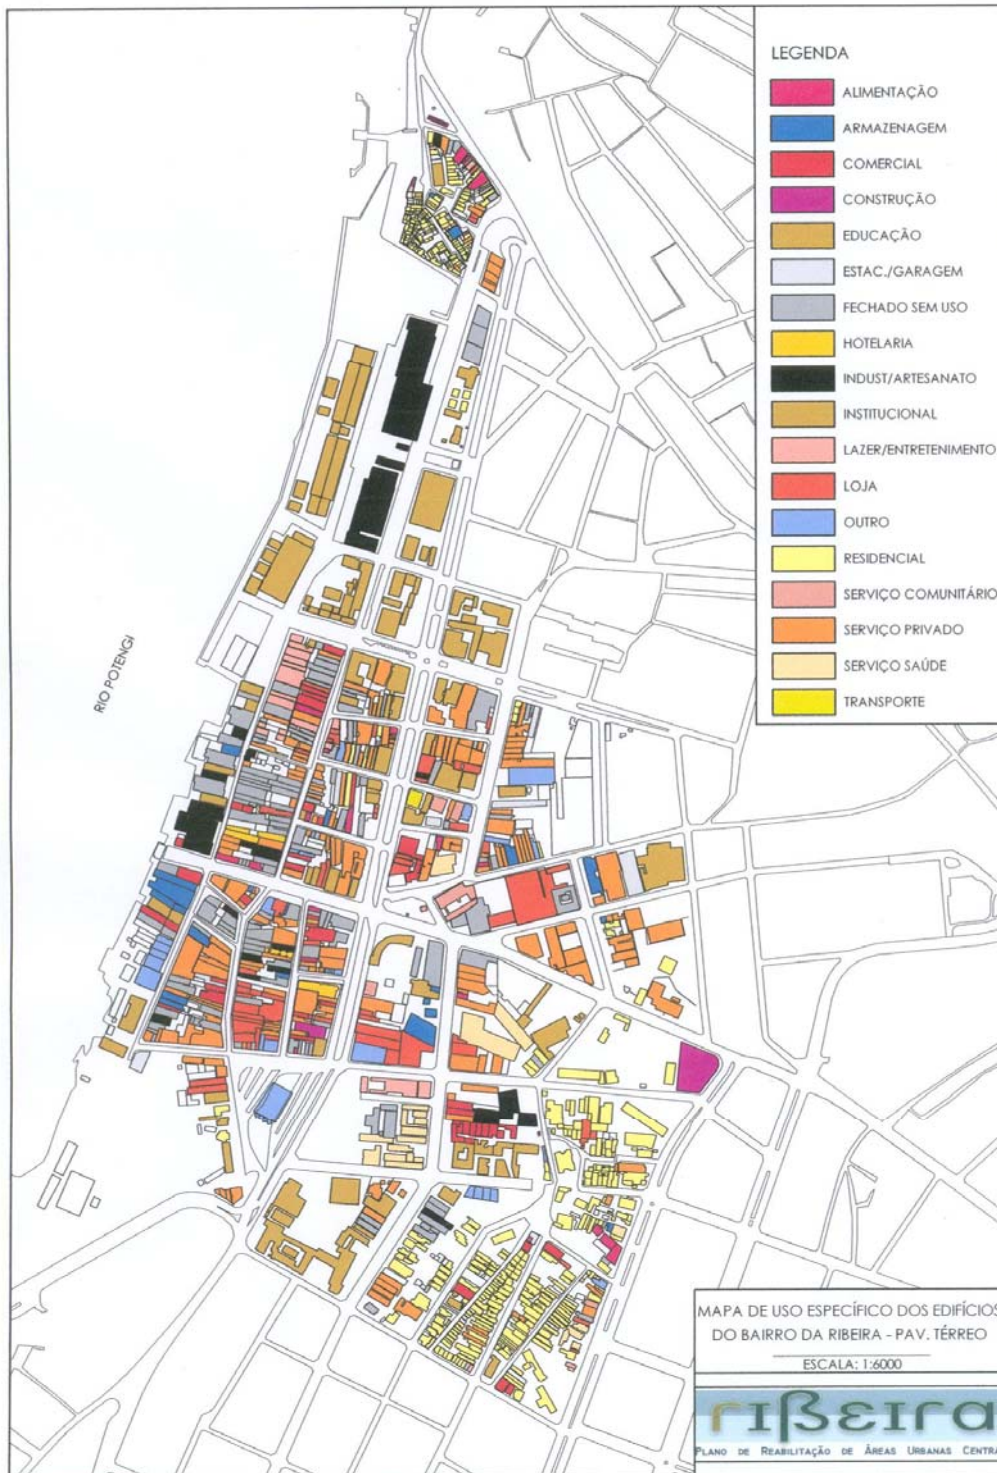 LEGENDA
ALIMENTAÇÃO
ARMAZENAGEM
COMERCIAL
CONSTRUÇÃO
EDUCAÇÃO
ESTAC./GARAGEM
FECHADO SEM USO
HOTELARIA
INDUST/ARTESANATO
INSTITUCIONAL
LAZER/ENTRETENIMENTO
LOJA
OUTRO
RESIDENCIAL
SERVIÇO COMUNITÁRIO
SERVIÇO PRIVADO
SERVIÇO SAÚDE
TRANSPORTE
RIO POTENGI
MAPA DE USO ESPECÍFICO DOS EDIFÍCIOS
DO BAIRRO DA RIBEIRA - PAV. TÉRREO
ESCALA: 1:6000
rIβEIra
PLANO DE REABILITAÇÃO DE ÁREAS URBANAS CENTRA